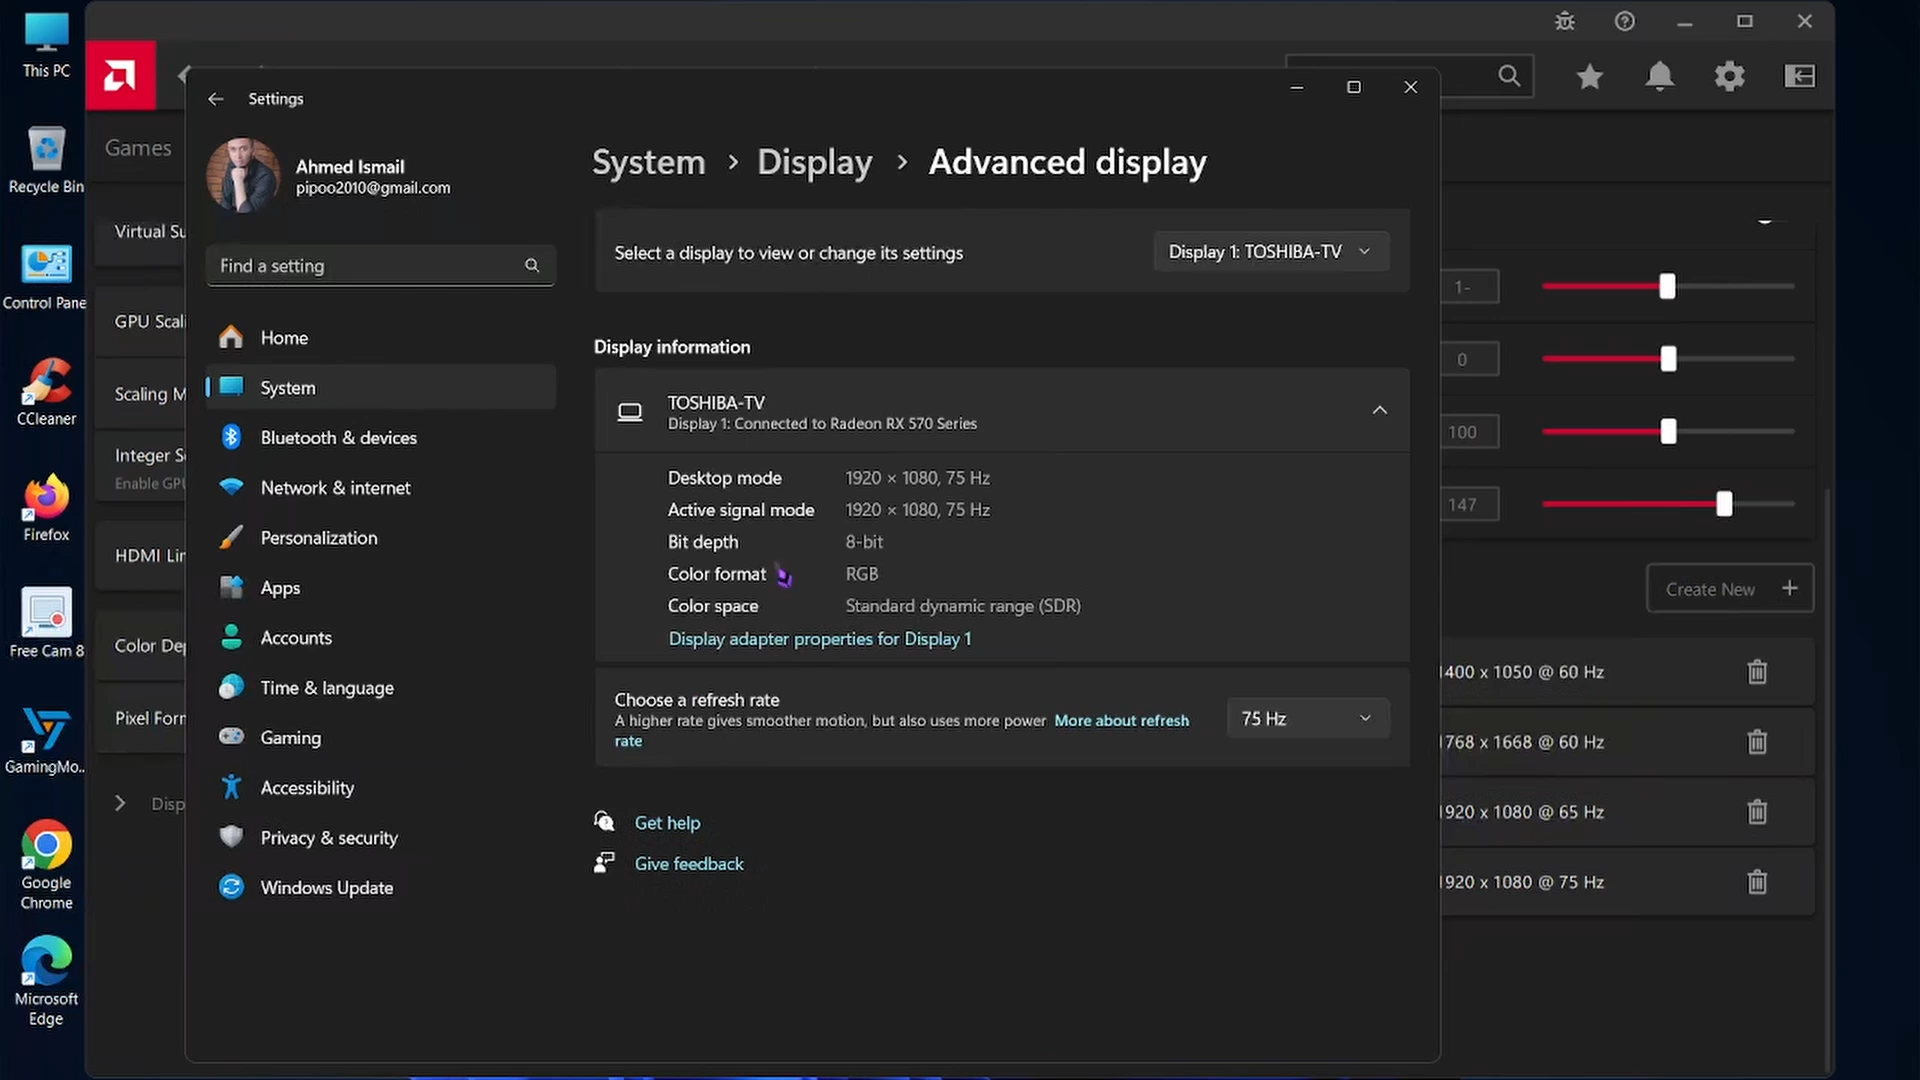 This PC
Recycle Bin
Control Pane
CCleaner
Firefox
Free Cam 8
GamingMo...
Google
Chrome
Microsoft
Edge
Games
Virtual Su
GPU Scali
Scaling M
Integer S
Enable GPU
HDMI Lin
Color De
Pixel Forn
Disp
Settings
Ahmed Ismail
pipoo2010@gmail.com
Find a setting
Home
System
Bluetooth & devices
Network & internet
Personalization
Apps
Accounts
Time & language
Gaming
Accessibility
Privacy & security
Windows Update
System > Display > Advanced display
Select a display to view or change its settings
Display 1: TOSHIBA-TV
Display information
TOSHIBA-TV
Display 1: Connected to Radeon RX 570 Series
Desktop mode 1920 × 1080, 75 Hz
Active signal mode 1920 × 1080, 75 Hz
Bit depth 8-bit
Color format RGB
Color space Standard dynamic range (SDR)
Display adapter properties for Display 1
Choose a refresh rate
A higher rate gives smoother motion, but also uses more power More about refresh
rate
75 Hz
Get help
Give feedback
1-
0
100
147
Create New +
1400 x 1050 @ 60 Hz
1768 x 1668 @ 60 Hz
1920 x 1080 @ 65 Hz
1920 x 1080 @ 75 Hz